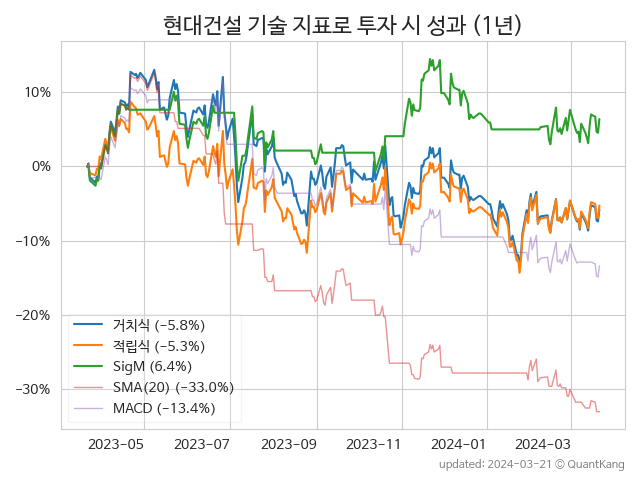 현대건설 기술 지표로 투자 시 성과 (1년)
10%
0%
−10%
−20%
−30%
거치식 (−5.8%)
적립식 (−5.3%)
SigM (6.4%)
SMA(20) (−33.0%)
MACD (−13.4%)
2023-05
2023-07
2023-09
2023-11
2024-01
2024-03
updated: 2024-03-21 © QuantKang